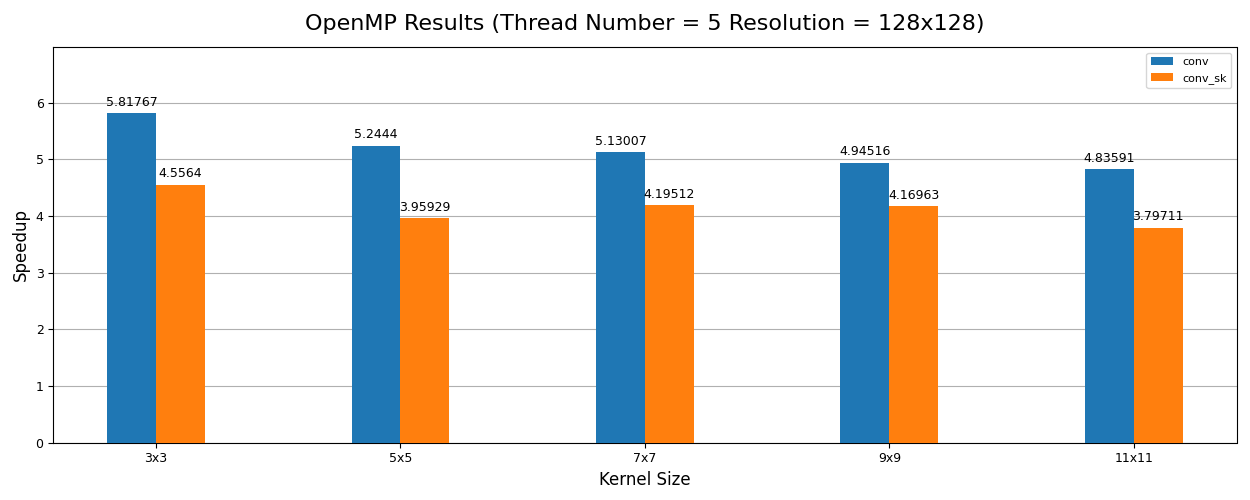 OpenMP Results (Thread Number = 5 Resolution = 128x128)
conv
conv_sk
Speedup
6
5
4
3
2
1
0
5.81767
4.5564
5.2444
3.95929
5.13007
4.19512
4.94516
4.16963
4.83591
3.79711
3x3
5x5
7x7
9x9
11x11
Kernel Size